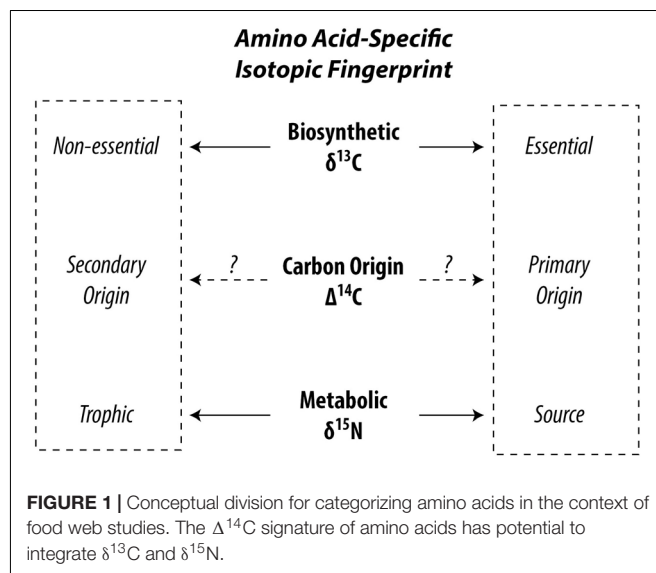 Amino Acid-Specific
Isotopic Fingerprint
Non-essential
Biosynthetic
δ¹³C
Essential
Secondary
Origin
?
Carbon Origin
Δ¹⁴C
?
Primary
Origin
Trophic
Metabolic
δ¹⁵N
Source
FIGURE 1 | Conceptual division for categorizing amino acids in the context of
food web studies. The Δ¹⁴C signature of amino acids has potential to
integrate δ¹³C and δ¹⁵N.